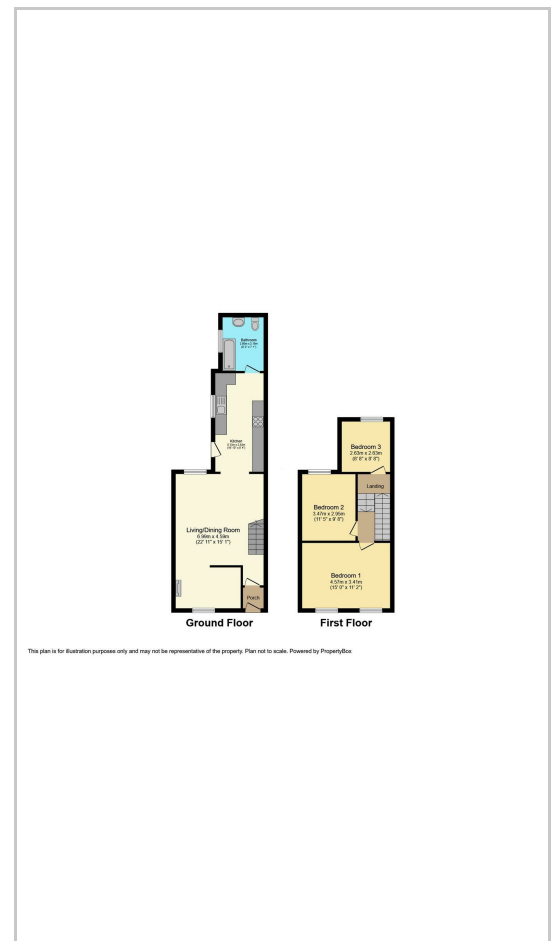 Bathroom
Kitchen
Living/Dining Room
6.98m x 4.59m
(22' 11" x 15' 1")
Porch
Ground Floor
Bedroom 3
2.63m x 2.63m
(8' 8" x 8' 8")
Landing
Bedroom 2
3.47m x 2.95m
(11' 5" x 9' 8")
Bedroom 1
4.57m x 3.41m
(15' 0" x 11' 2")
First Floor
This plan is for illustration purposes only and may not be representative of the property. Plan not to scale. Powered by PropertyBox